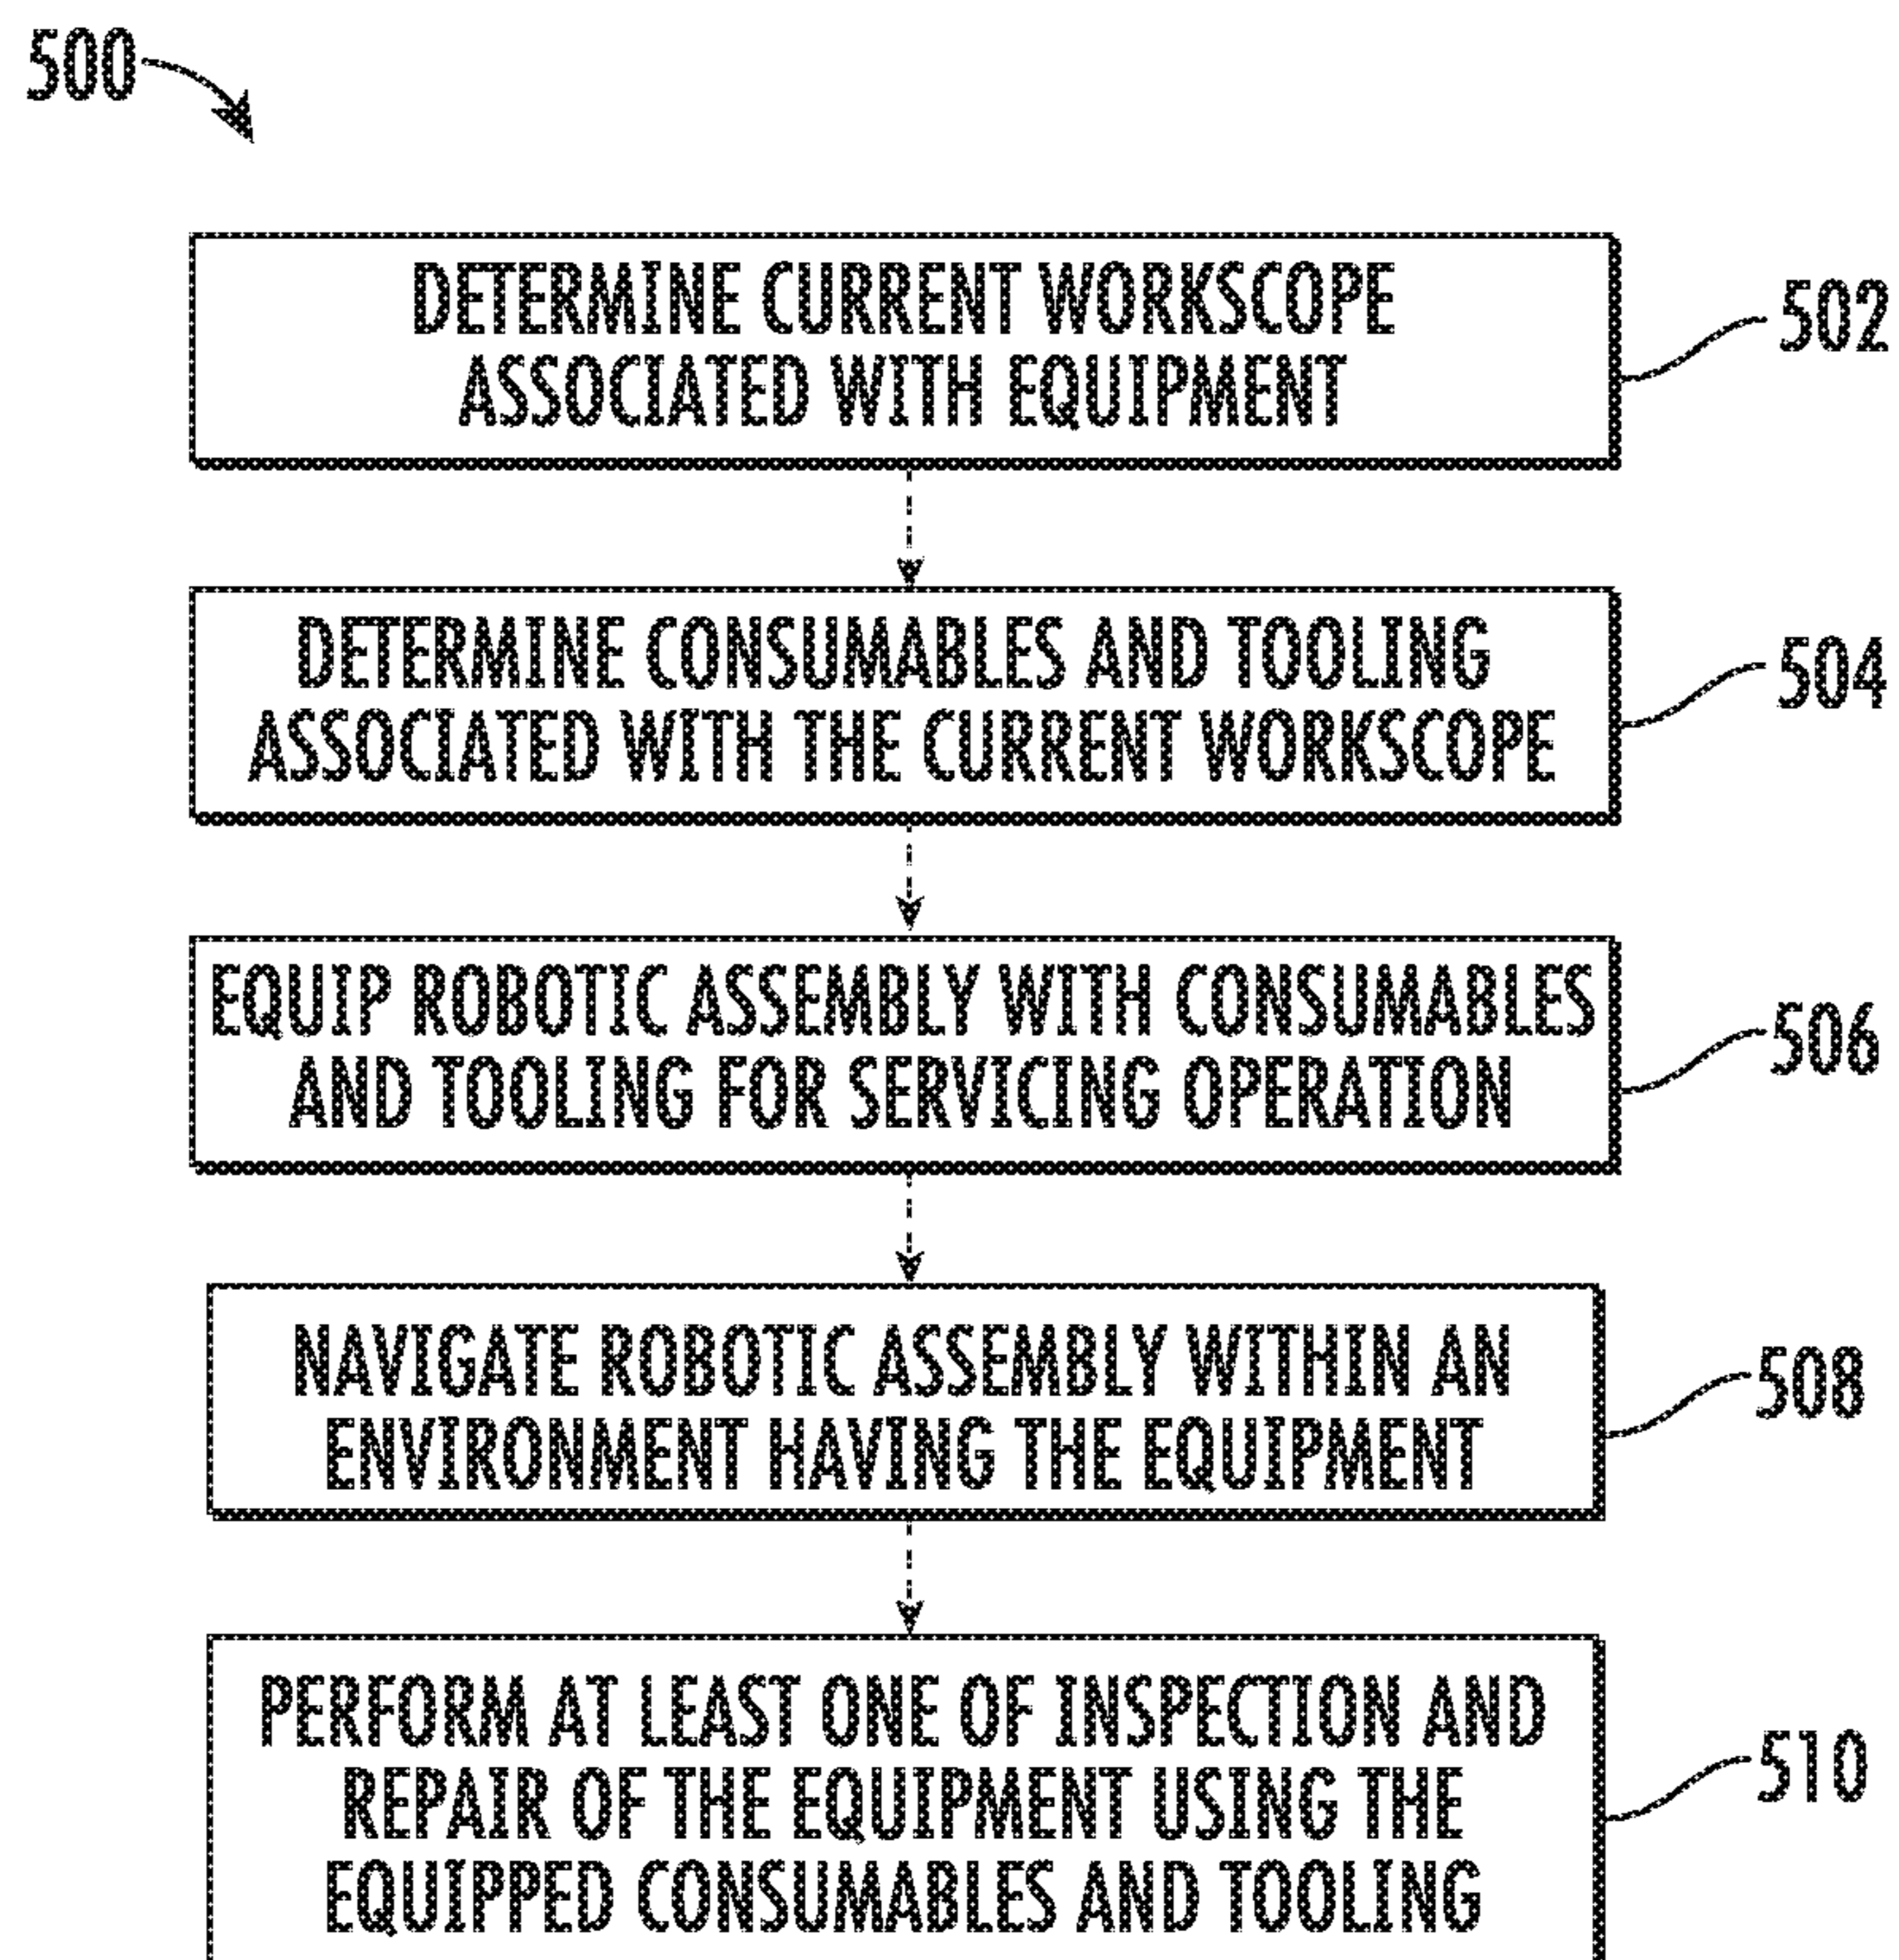 500
DETERMINE CURRENT WORKSCOPE
ASSOCIATED WITH EQUIPMENT
502
DETERMINE CONSUMABLES AND TOOLING
ASSOCIATED WITH THE CURRENT WORKSCOPE
504
EQUIP ROBOTIC ASSEMBLY WITH CONSUMABLES
AND TOOLING FOR SERVICING OPERATION
506
NAVIGATE ROBOTIC ASSEMBLY WITHIN AN
ENVIRONMENT HAVING THE EQUIPMENT
508
PERFORM AT LEAST ONE OF INSPECTION AND
REPAIR OF THE EQUIPMENT USING THE
EQUIPPED CONSUMABLES AND TOOLING
510